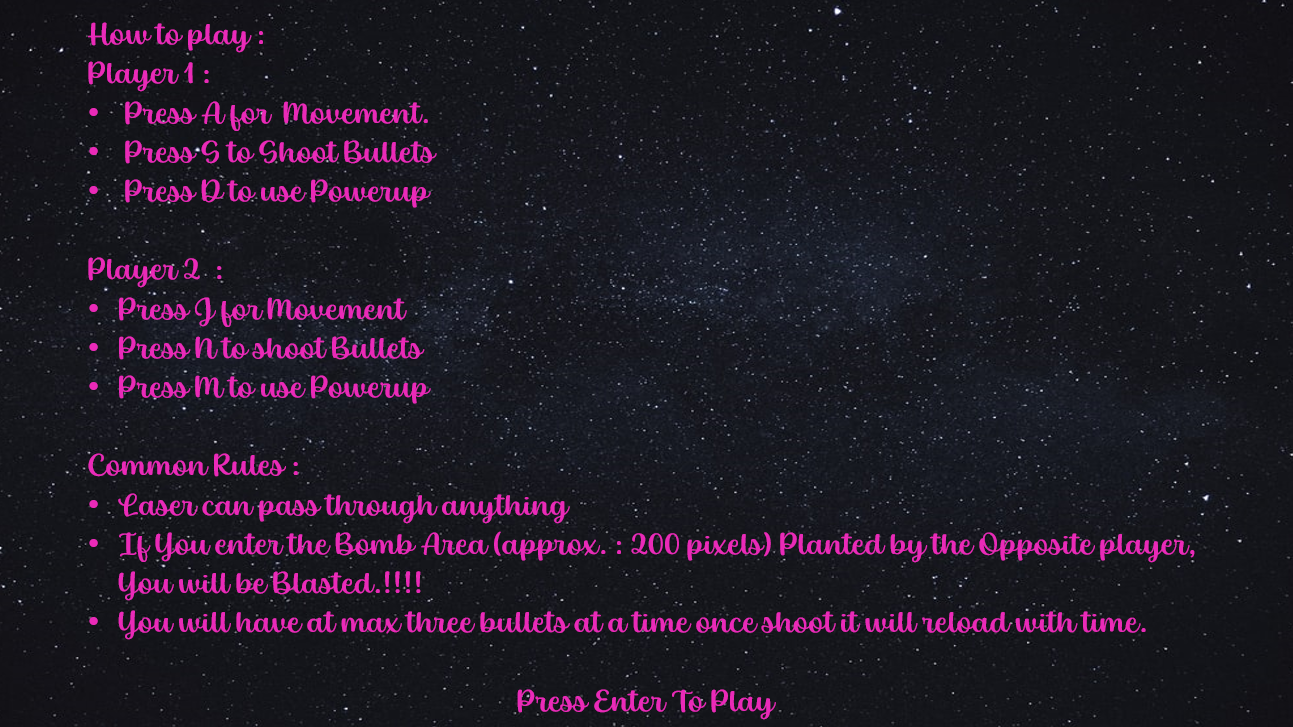 How to play :
Player 1 :
• Press A for Movement.
• Press S to Shoot Bullets
• Press D to use Powerup
Player 2 :
• Press J for Movement
• Press N to shoot Bullets
• Press M to use Powerup
Common Rules :
• Laser can pass through anything
• If You enter the Bomb Area (approx. : 200 pixels) Planted by the Opposite player,
You will be Blasted.!!!!
• You will have at max three bullets at a time once shoot it will reload with time.
Press Enter To Play